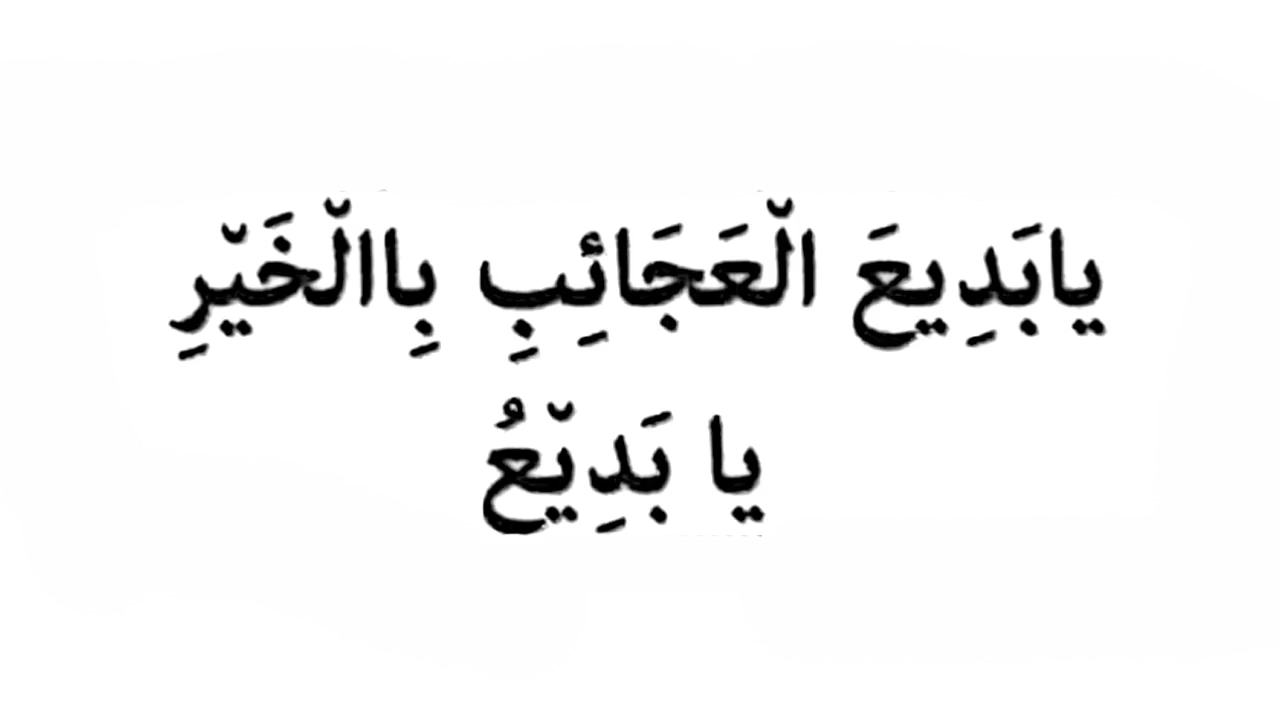 يابَدِيعَ الْعَجَائِبِ بِاالْخَيْرِ
يا بَدِيْعُ